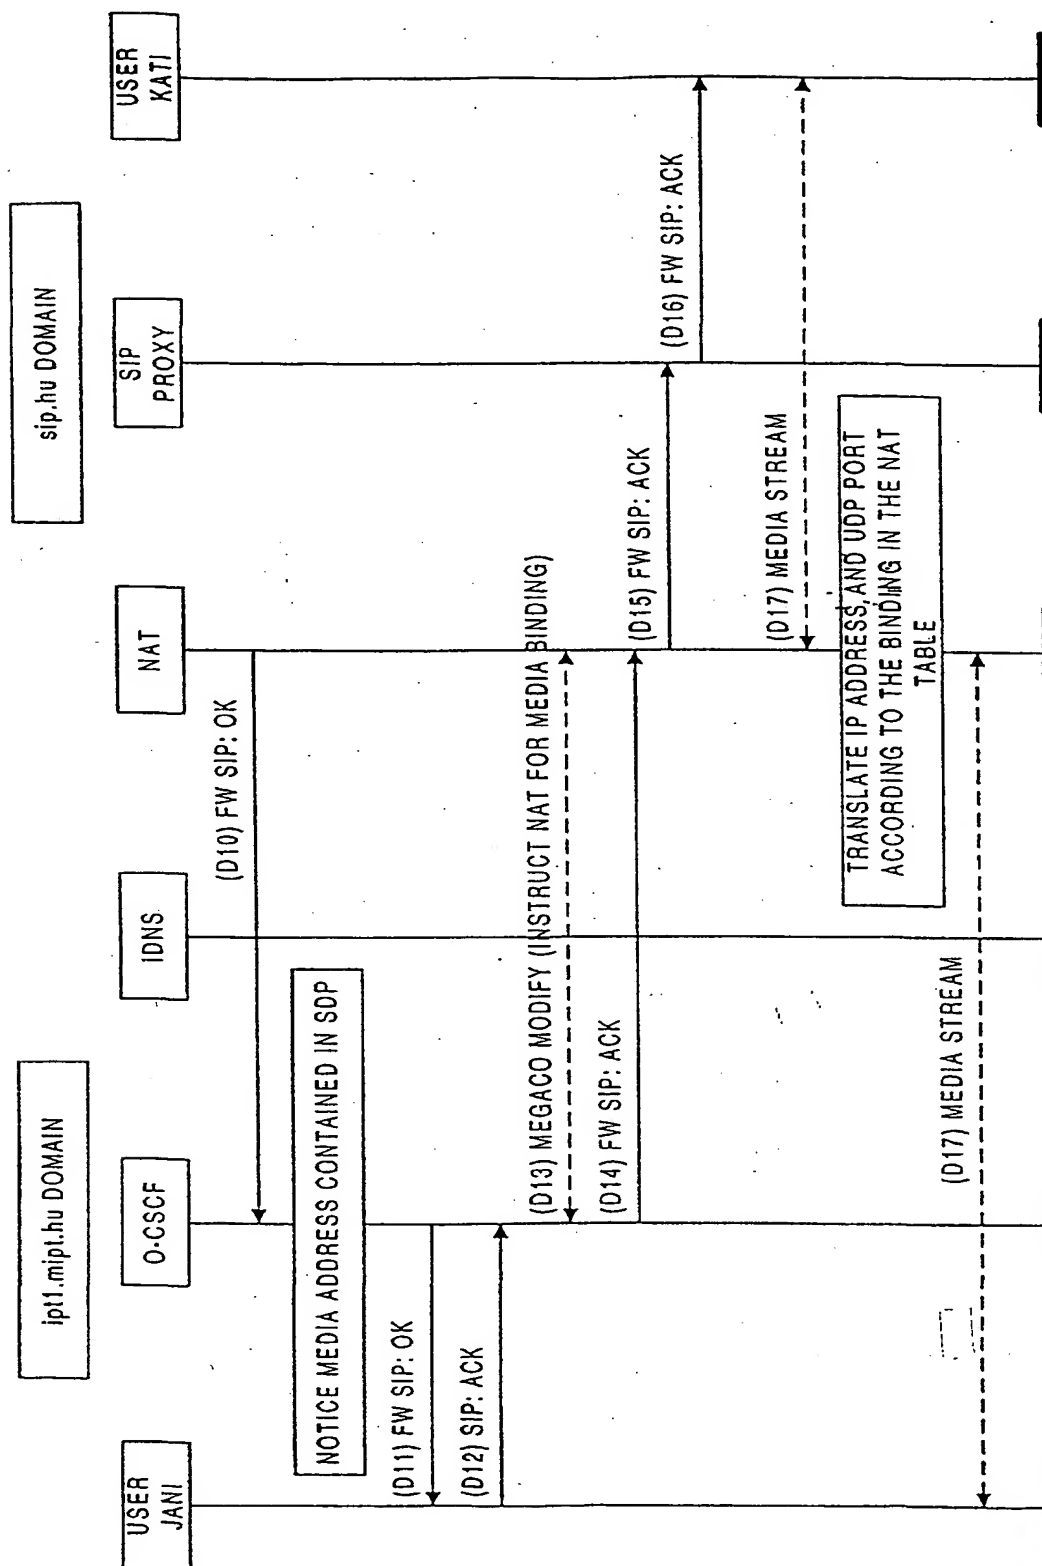 ipt1.mipt.hu DOMAIN
sip.hu DOMAIN
USER
JANI
O-CSCF
IDNS
NAT
SIP
PROXY
USER
KATI
(D10) FW SIP: OK
NOTICE MEDIA ADDRESS CONTAINED IN SDP
(D11) FW SIP: OK
(D12) SIP: ACK
(D13) MEGACO MODIFY (INSTRUCT NAT FOR MEDIA BINDING)
(D14) FW SIP: ACK
(D15) FW SIP: ACK
(D16) FW SIP: ACK
(D17) MEDIA STREAM
TRANSLATE IP ADDRESS, AND UDP PORT
ACCORDING TO THE BINDING IN THE NAT
TABLE
(D17) MEDIA STREAM